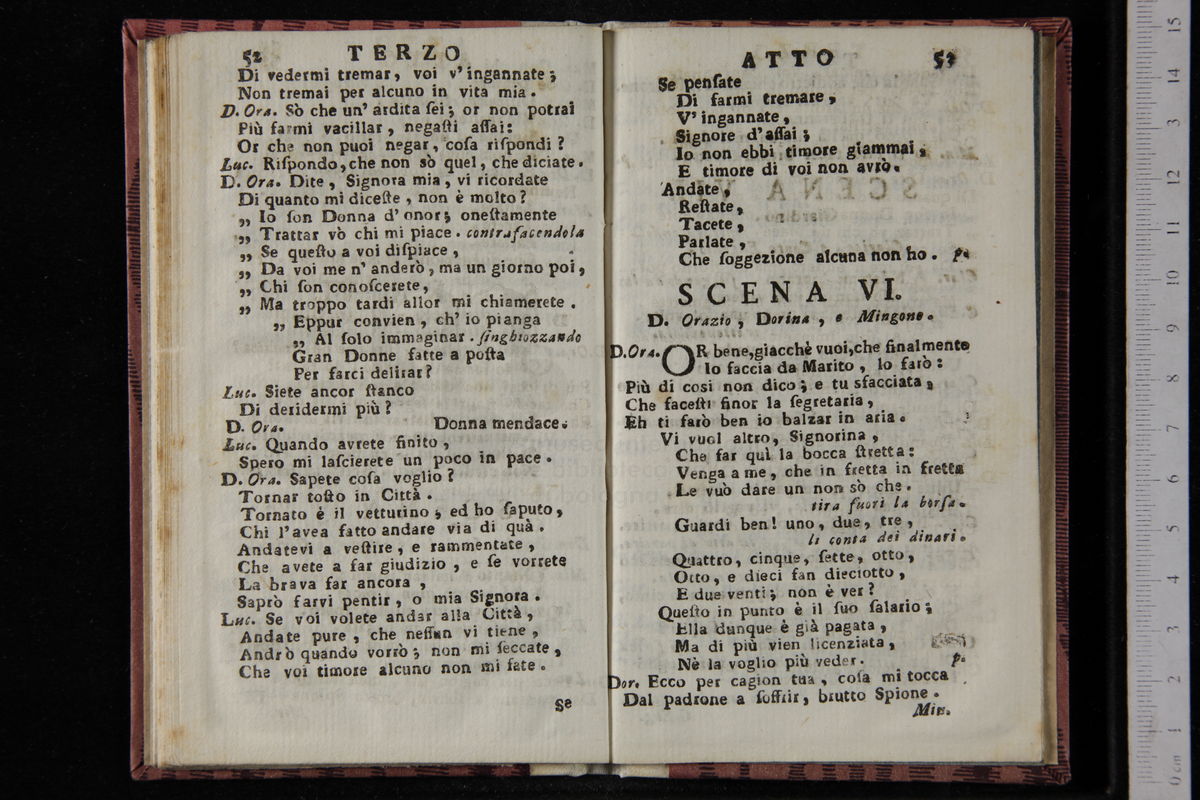 52 TERZO
Di vedermi tremar, voi v'ingannate;
Non tremai per alcuno in vita mia.
D. Ora. Sò che un' ardita ſei; or non potrai
Più farmi vacillar, negaſti aſſai:
Or che non puoi negar, coſa riſpondi?
Luc. Riſpondo, che non sò quel, che diciate.
D. Ora. Dite, Signora mia, vi ricordate
Di quanto mi diceſte, non è molto?
„ Io ſon Donna d'onor; oneſtamente
„ Trattar vò chi mi piace. contrafacendola
„ Se queſto a voi diſpiace,
„ Da voi me n'anderò, ma un giorno poi,
„ Chi ſon conoſcerete,
„ Ma troppo tardi allor mi chiamerete.
„ Eppur convien, ch'io pianga
„ Al ſolo immaginar. ſinghiozzando
Gran Donne fatte a poſta
Per farci delirar?
Luc. Siete ancor ſtanco
Di deridermi più?
D. Ora. Donna mendace.
Luc. Quando avrete finito,
Spero mi laſcierete un poco in pace.
D. Ora. Sapete coſa voglio?
Tornar toſto in Città.
Tornato è il vetturino; ed ho ſaputo,
Chi l'avea fatto andare via di quà.
Andatevi a veſtire, e rammentate,
Che avete a far giudizio, e ſe vorrete
La brava far ancora,
Saprò farvi pentir, o mia Signora.
Luc. Se voi volete andar alla Città,
Andate pure, che neſſun vi tiene,
Andrò quando vorrò; non mi ſeccate,
Che voi timore alcuno non mi fate.
Se
ATTO 53
Se penſate
Di farmi tremare,
V'ingannate,
Signore d'aſſai;
Io non ebbi timore giammai,
E timore di voi non avrò.
Andate,
Reſtate,
Tacete,
Parlate,
Che ſoggezione alcuna non ho. p.
SCENA VI.
D. Orazio, Dorina, e Mingone.
D. Ora. OR bene, giacchè vuoi, che finalmente
Io faccia da Marito, lo farò:
Più di cosi non dico; e tu sfacciata,
Che faceſti finor la ſegretaria,
Eh ti farò ben io balzar in aria.
Vi vuol altro, Signorina,
Che far quì la bocca ſtretta:
Venga a me, che in fretta in fretta
Le vuò dare un non sò che.
tira fuori la borſa.
Guardi ben! uno, due, tre,
le conta dei dinari.
Quattro, cinque, ſette, otto,
Otto, e dieci fan dieciotto,
E due venti; non è ver?
Queſto in punto è il ſuo ſalario;
Ella dunque è già pagata,
Ma di più vien licenziata,
Nè la voglio più veder. p.
Dor. Ecco per cagion tua, coſa mi tocca
Dal padrone a ſoffrir, brutto Spione.
Min.